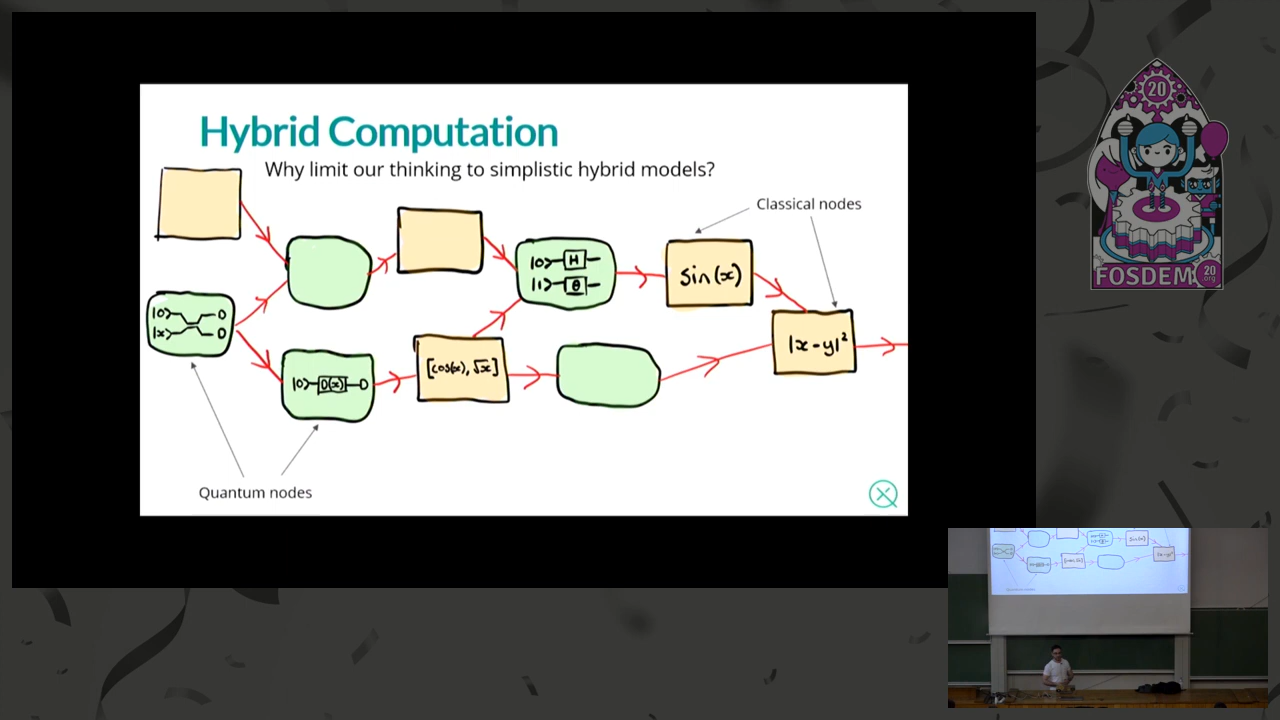 Hybrid Computation
Why limit our thinking to simplistic hybrid models?
Classical nodes
|0> H
|1> θ
sin(x)
|0>
|x>
|x-y|²
[cos(x), √x]
|0> D(x)
Quantum nodes
20
FOSDEM 20
.org